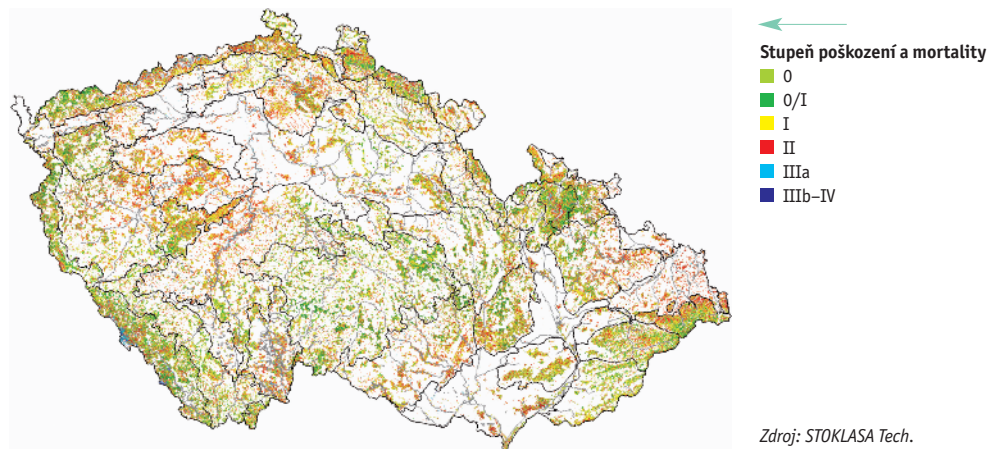 Stupeň poškození a mortality
0
0/I
I
II
IIIa
IIIb–IV
Zdroj: STOKLASA Tech.